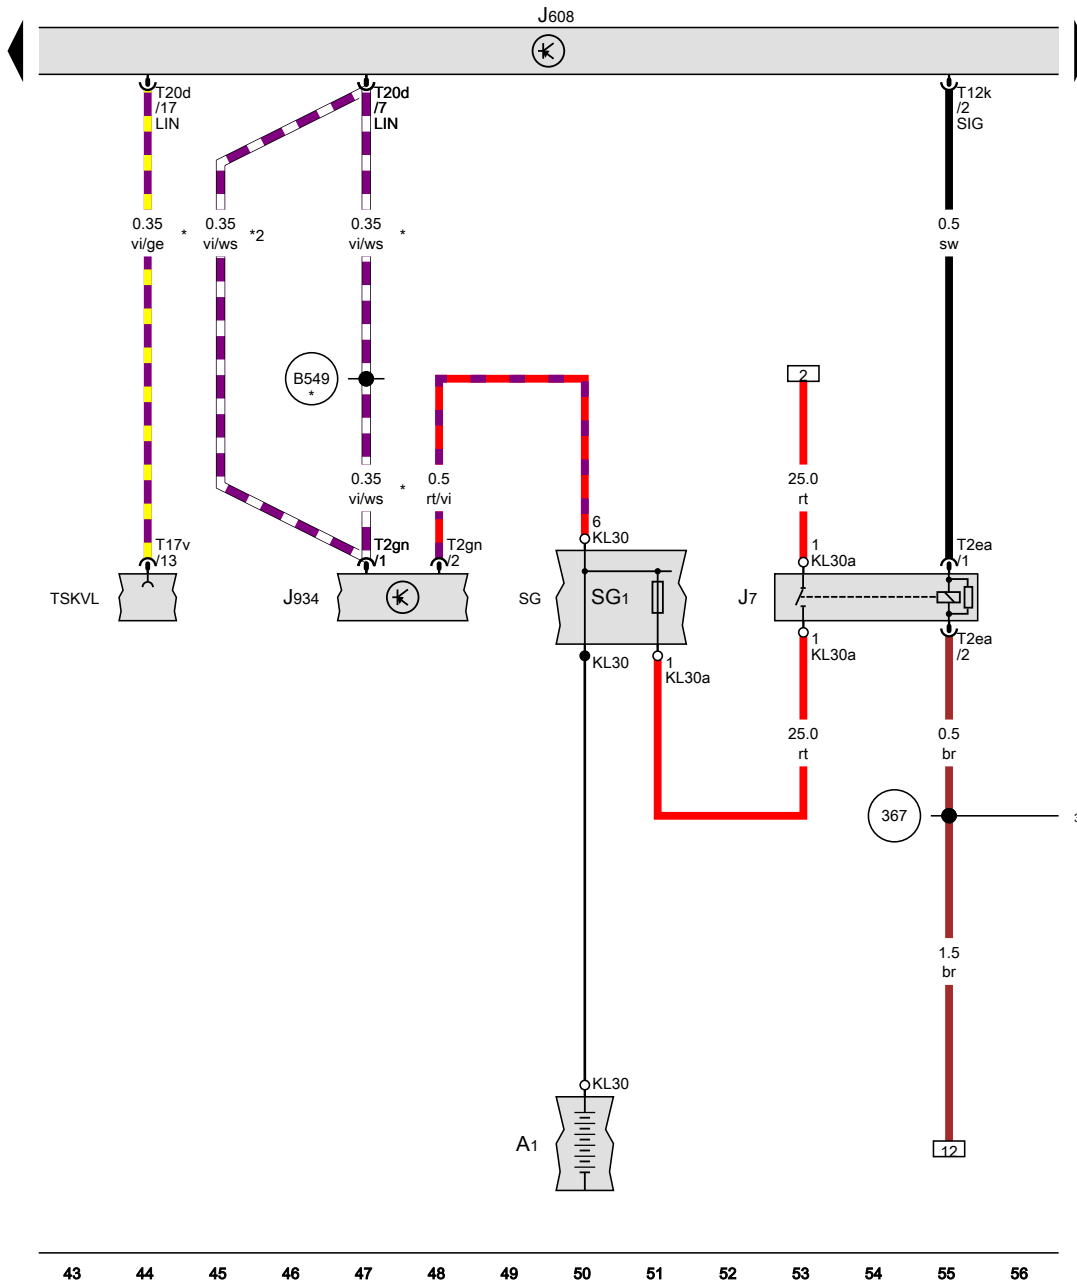 J608
T20d
/17
LIN
T20d
/7
LIN
T12k
/2
SIG
0.35
vi/ge
*
0.35
vi/ws
*2
0.35
vi/ws
*
0.5
sw
B549
*
2
0.35
vi/ws
*
0.5
rt/vi
25.0
rt
6
KL30
T17v
/13
T2gn
/1
T2gn
/2
1
KL30a
T2ea
/1
TSKVL
J934
SG
SG1
J7
KL30
1
KL30a
1
KL30a
T2ea
/2
25.0
rt
0.5
br
367
1.5
br
KL30
A1
12
43 44 45 46 47 48 49 50 51 52 53 54 55 56